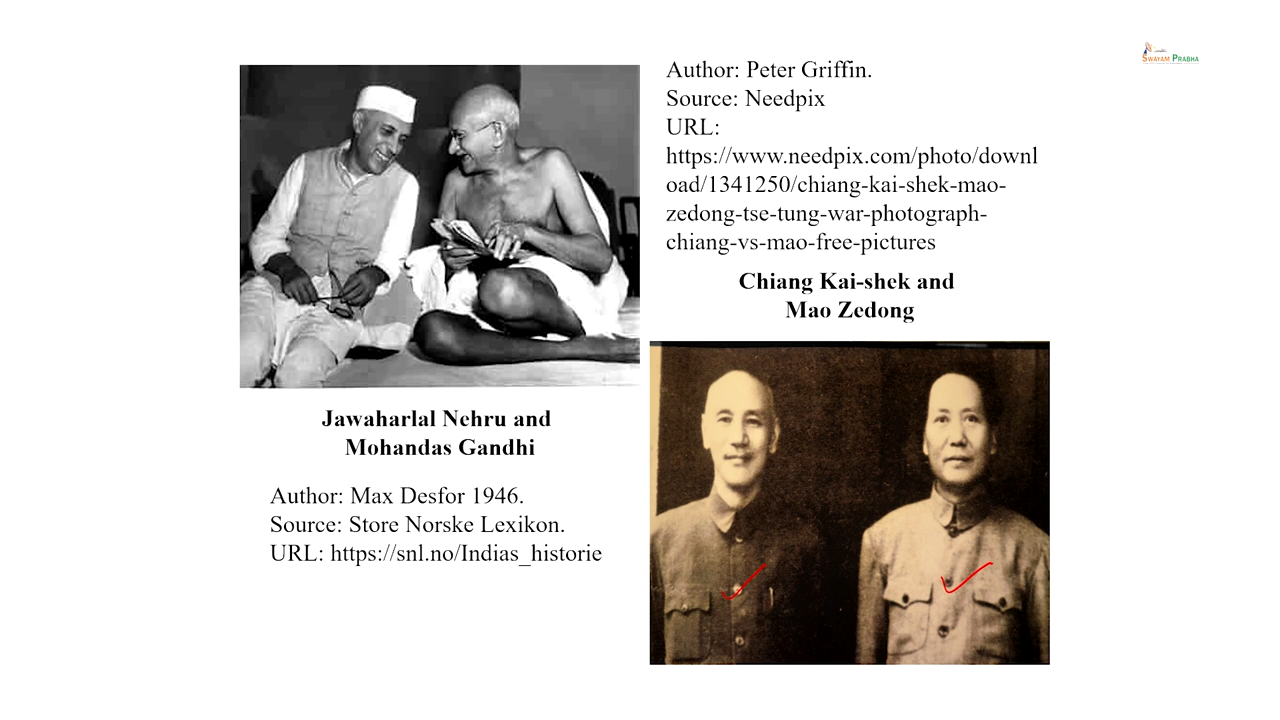 SWAYAM PRABHA
Author: Peter Griffin.
Source: Needpix
URL:
https://www.needpix.com/photo/downl
oad/1341250/chiang-kai-shek-mao-
zedong-tse-tung-war-photograph-
chiang-vs-mao-free-pictures
Chiang Kai-shek and
Mao Zedong
Jawaharlal Nehru and
Mohandas Gandhi
Author: Max Desfor 1946.
Source: Store Norske Lexikon.
URL: https://snl.no/Indias_historie